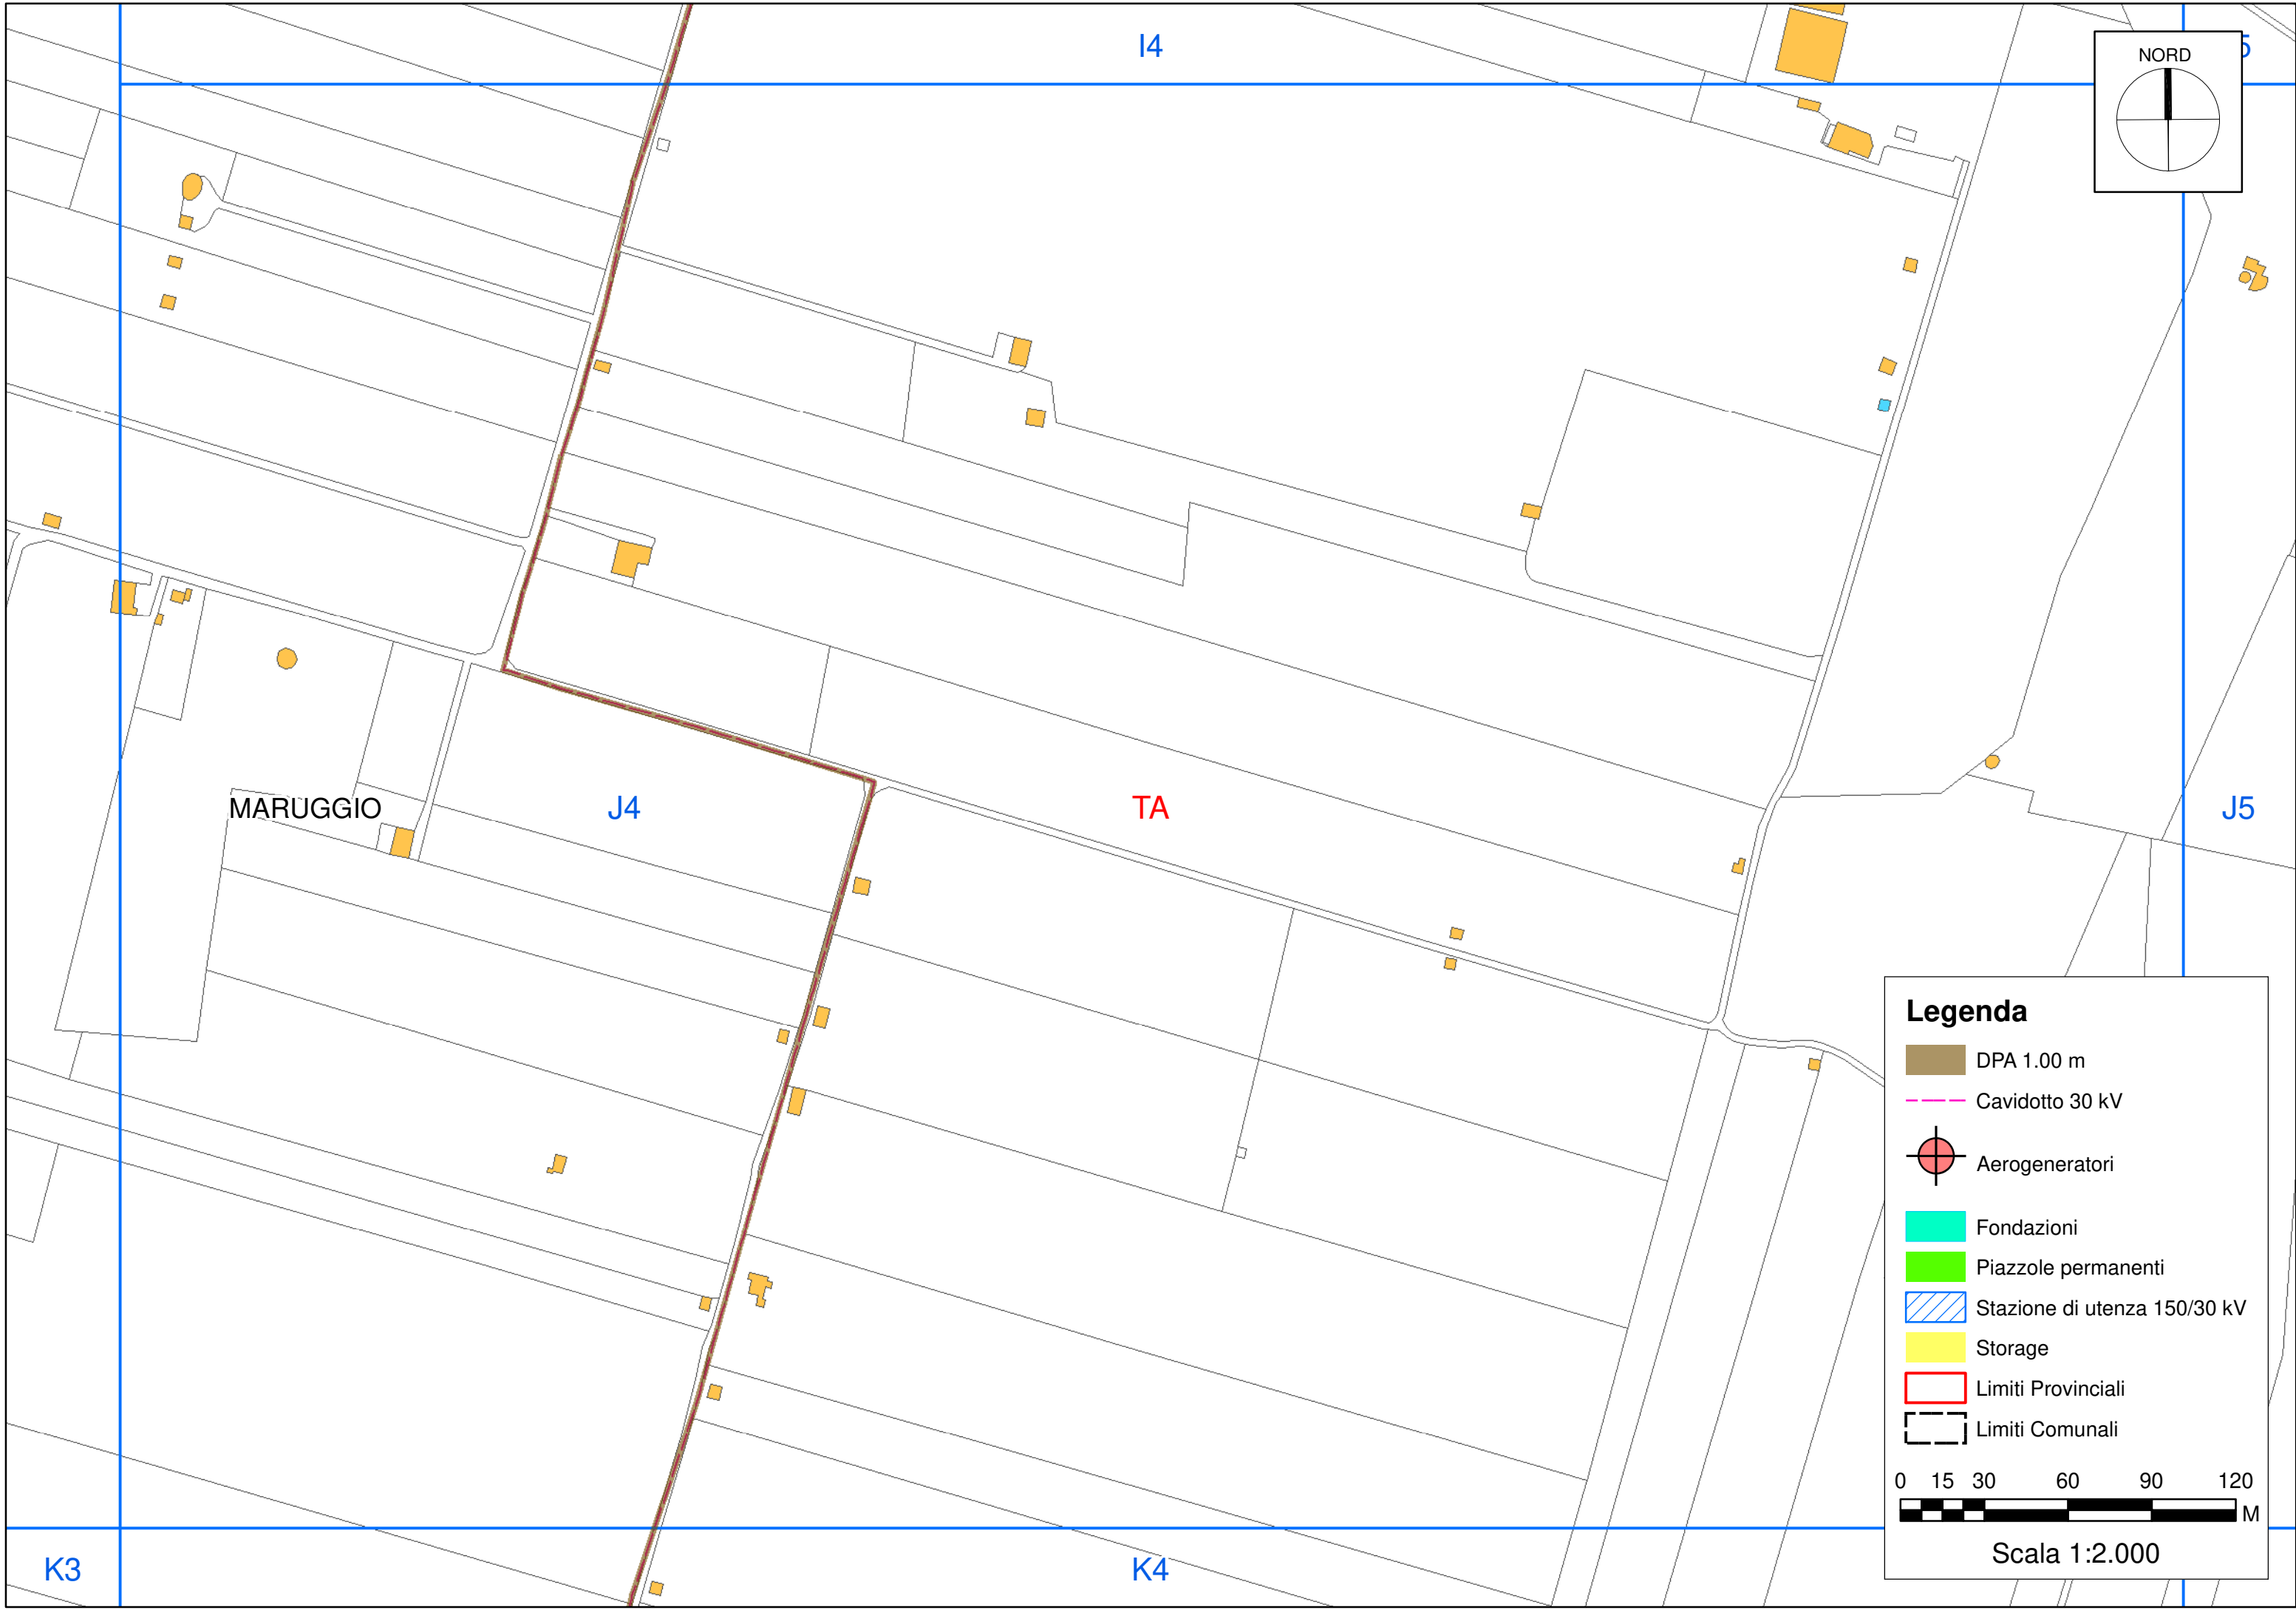 I4
5
NORD
MARUGGIO
J4
TA
J5
Legenda
DPA 1.00 m
Cavidotto 30 kV
Aerogeneratori
Fondazioni
Piazzole permanenti
Stazione di utenza 150/30 kV
Storage
Limiti Provinciali
Limiti Comunali
0 15 30 60 90 120
M
Scala 1:2.000
K3
K4